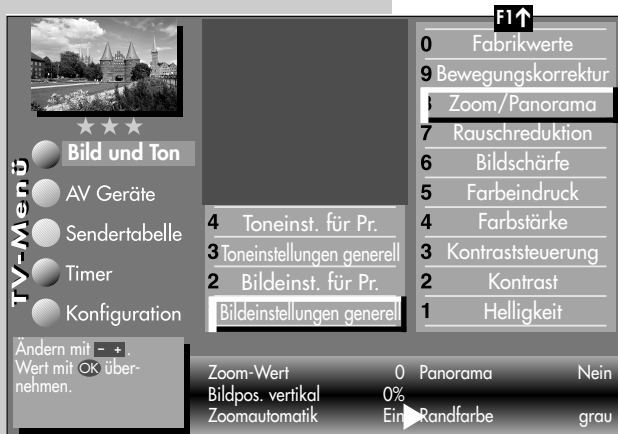 F1↑
TV-Menü
Bild und Ton
AV Geräte
Sendertabelle
Timer
Konfiguration
4 Toneinst. für Pr.
3 Toneinstellungen generell
2 Bildeinst. für Pr.
Bildeinstellungen generell
0 Fabrikwerte
9 Bewegungskorrektur
8 Zoom/Panorama
7 Rauschreduktion
6 Bildschärfe
5 Farbeindruck
4 Farbstärke
3 Kontraststeuerung
2 Kontrast
1 Helligkeit
Ändern mit - + .
Wert mit OK über-
nehmen.
Zoom-Wert 0 Panorama Nein
Bildpos. vertikal 0%
Zoomautomatik Ein Randfarbe grau